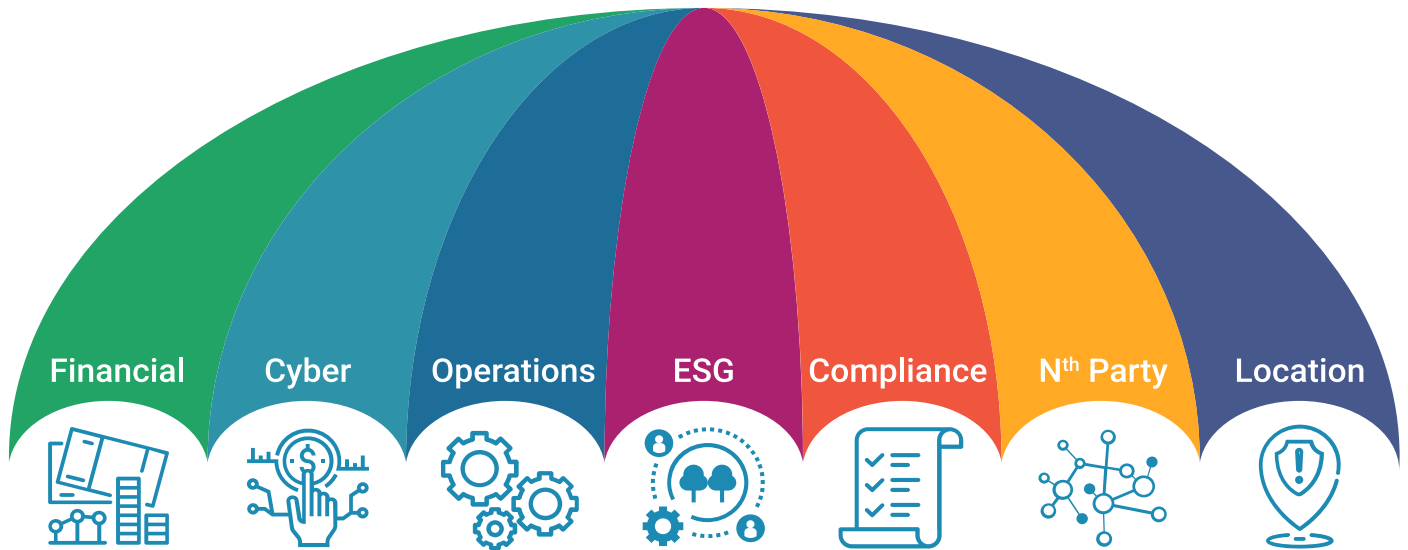 Financial
Cyber
Operations
ESG
Compliance
Nth Party
Location
$